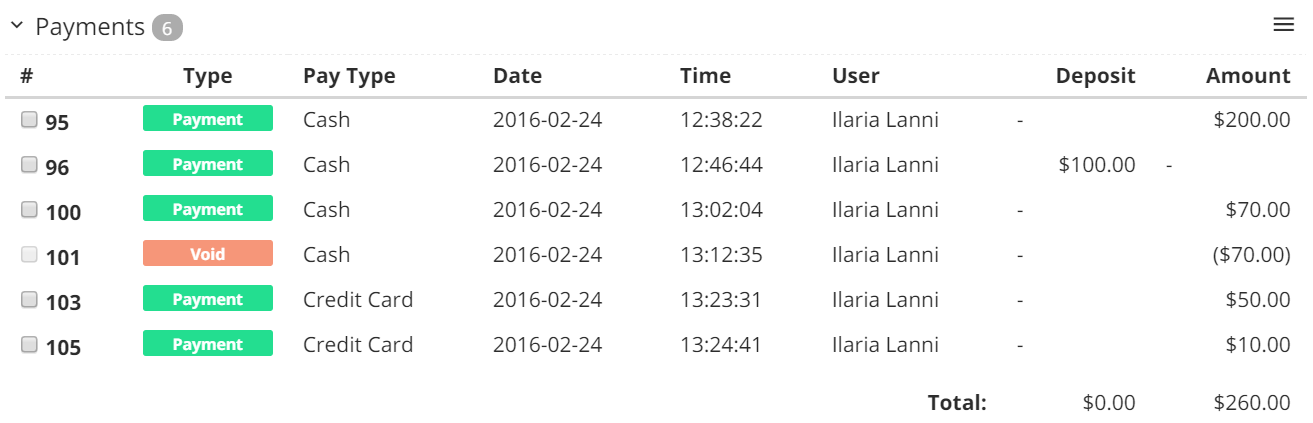 Payments 6
# Type Pay Type Date Time User Deposit Amount
95 Payment Cash 2016-02-24 12:38:22 Ilaria Lanni - $200.00
96 Payment Cash 2016-02-24 12:46:44 Ilaria Lanni $100.00 -
100 Payment Cash 2016-02-24 13:02:04 Ilaria Lanni - $70.00
101 Void Cash 2016-02-24 13:12:35 Ilaria Lanni - ($70.00)
103 Payment Credit Card 2016-02-24 13:23:31 Ilaria Lanni - $50.00
105 Payment Credit Card 2016-02-24 13:24:41 Ilaria Lanni - $10.00
Total: $0.00 $260.00